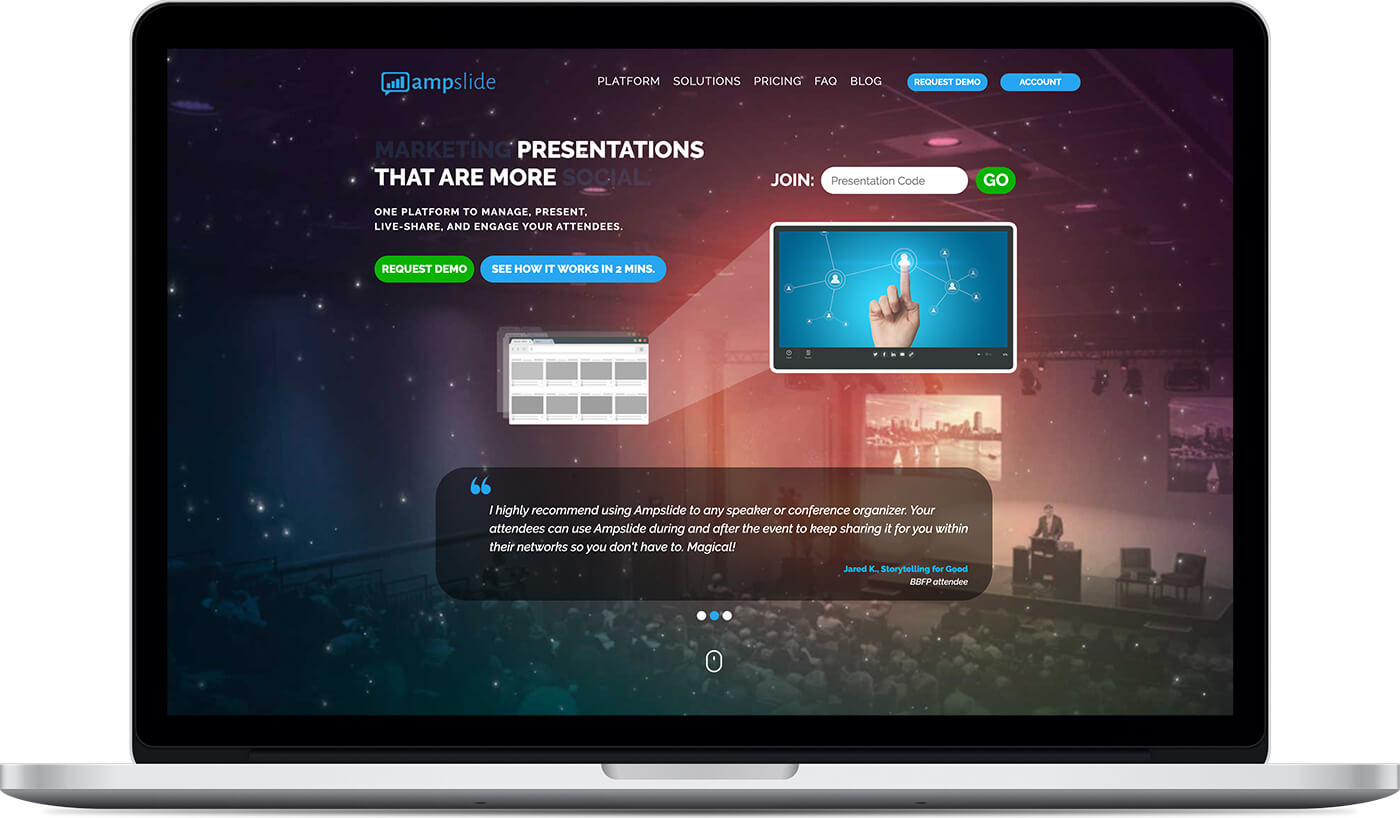 ampslide
PLATFORM SOLUTIONS PRICING FAQ BLOG REQUEST DEMO ACCOUNT
MARKETING PRESENTATIONS
THAT ARE MORE SOCIAL.
JOIN: Presentation Code GO
ONE PLATFORM TO MANAGE, PRESENT,
LIVE-SHARE, AND ENGAGE YOUR ATTENDEES.
REQUEST DEMO SEE HOW IT WORKS IN 2 MINS.
“
I highly recommend using Ampslide to any speaker or conference organizer. Your
attendees can use Ampslide during and after the event to keep sharing it for you within
their networks so you don't have to. Magical!
Jared K., Storytelling for Good
BBFP attendee